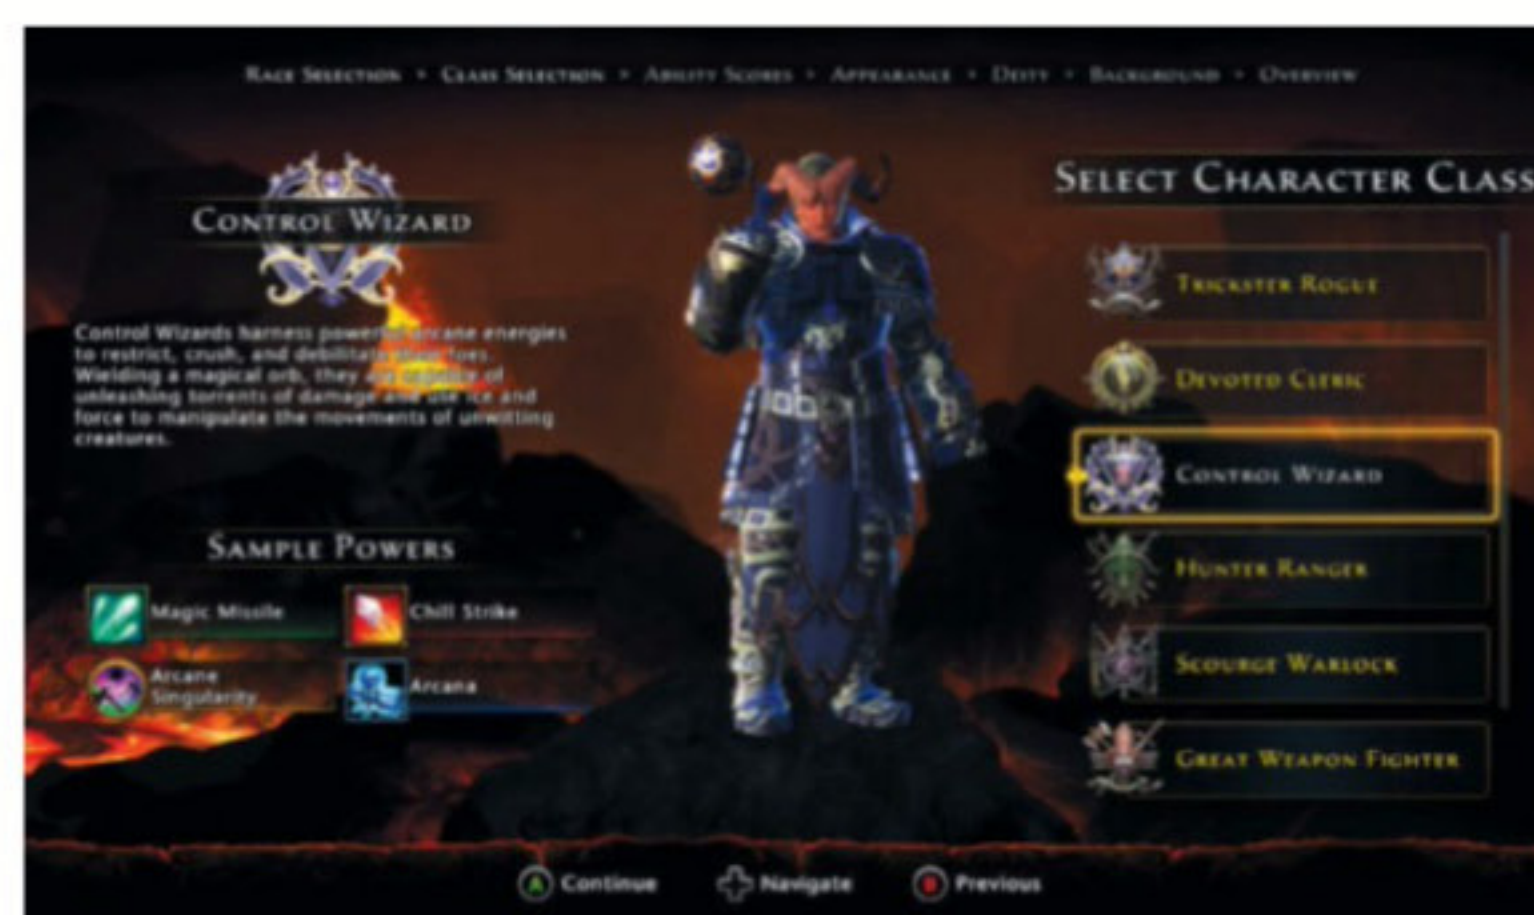 Race Selection • Class Selection • Ability Scores • Appearance • Deity • Background • Overview
Control Wizard
Control Wizards harness powerful arcane energies
to restrict, crush, and debilitate their foes.
Wielding a magical orb, they are capable of
unleashing torrents of damage and use ice and
force to manipulate the movements of unwitting
creatures.
Sample Powers
Magic Missile
Chill Strike
Arcane
Singularity
Arcana
Select Character Class
Trickster Rogue
Devoted Cleric
Control Wizard
Hunter Ranger
Scourge Warlock
Great Weapon Fighter
A Continue
Navigate
B Previous